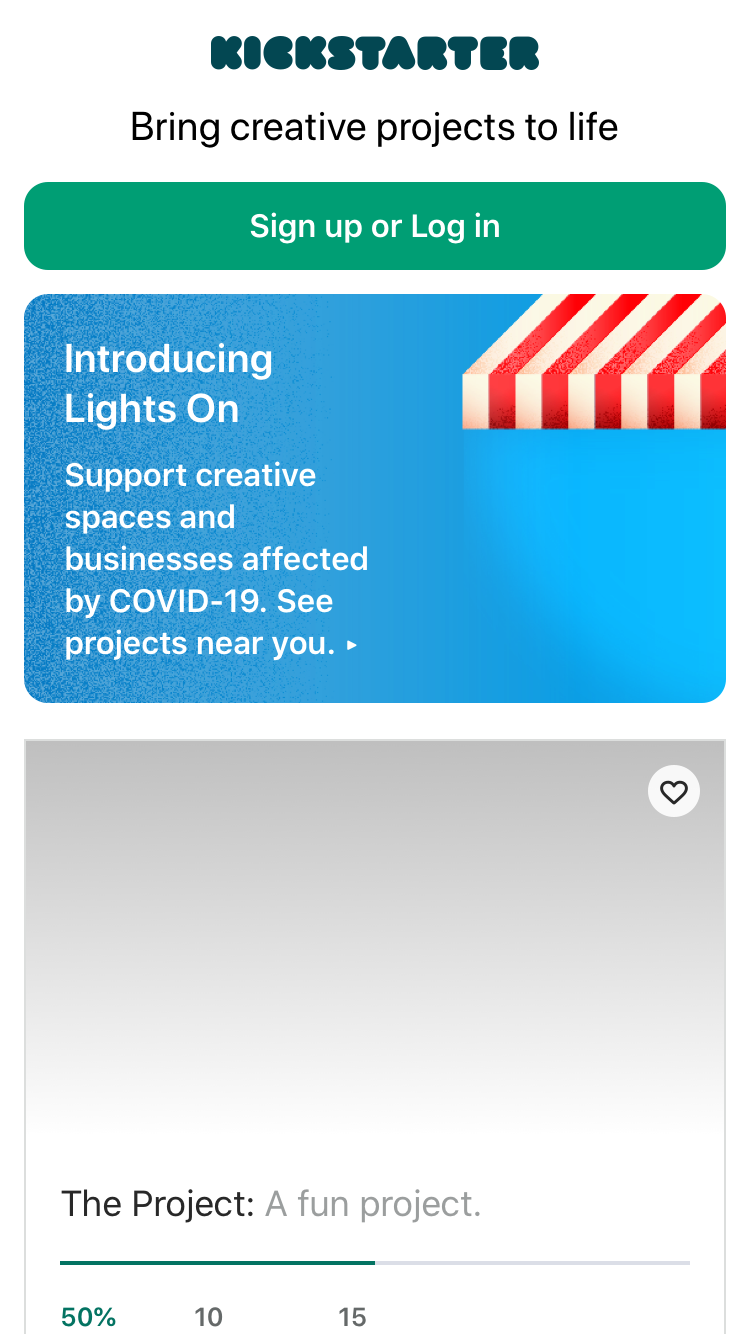 KICKSTARTER
Bring creative projects to life
Sign up or Log in
Introducing
Lights On
Support creative
spaces and
businesses affected
by COVID-19. See
projects near you. ▸
The Project: A fun project.
50% 10 15